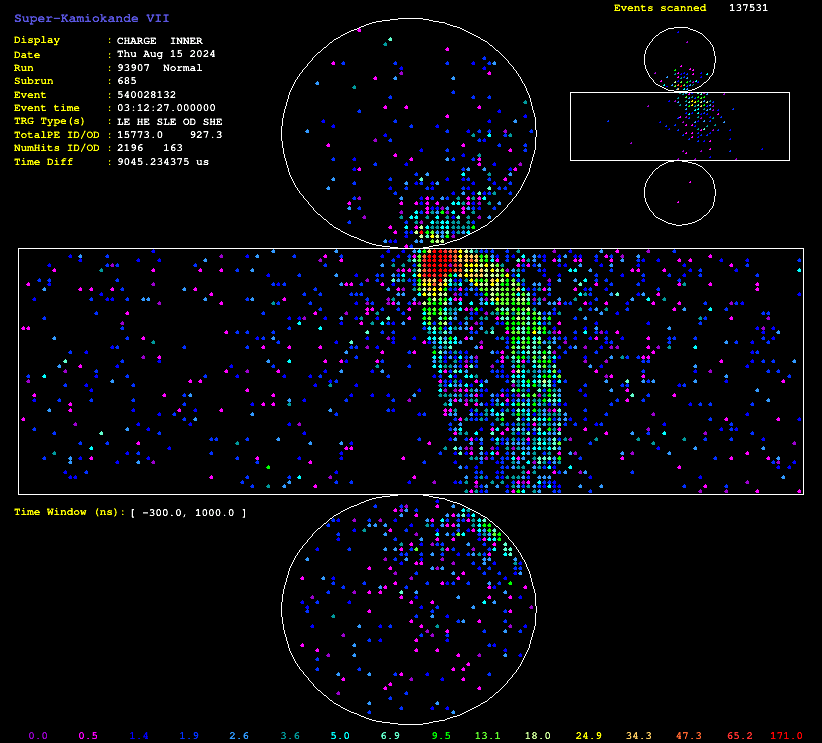 Super-Kamiokande VII
Events scanned 137531
Display : CHARGE INNER
Date : Thu Aug 15 2024
Run : 93907 Normal
Subrun : 685
Event : 540028132
Event time : 03:12:27.000000
TRG Type(s) : LE HE SLE OD SHE
TotalPE ID/OD : 15773.0 927.3
NumHits ID/OD : 2196 163
Time Diff : 9045.234375 us
Time Window (ns): [ -300.0, 1000.0 ]
0.0 0.5 1.4 1.9 2.6 3.6 5.0 6.9 9.5 13.1 18.0 24.9 34.3 47.3 65.2 171.0